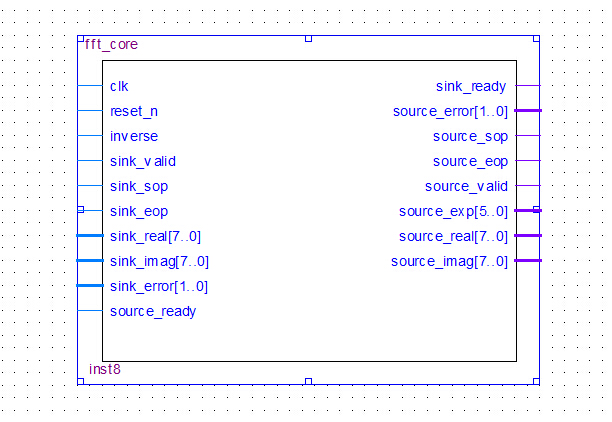 fft_core
clk sink_ready
reset_n source_error[1..0]
inverse source_sop
sink_valid source_eop
sink_sop source_valid
sink_eop source_exp[5..0]
sink_real[7..0] source_real[7..0]
sink_imag[7..0] source_imag[7..0]
sink_error[1..0]
source_ready
inst8